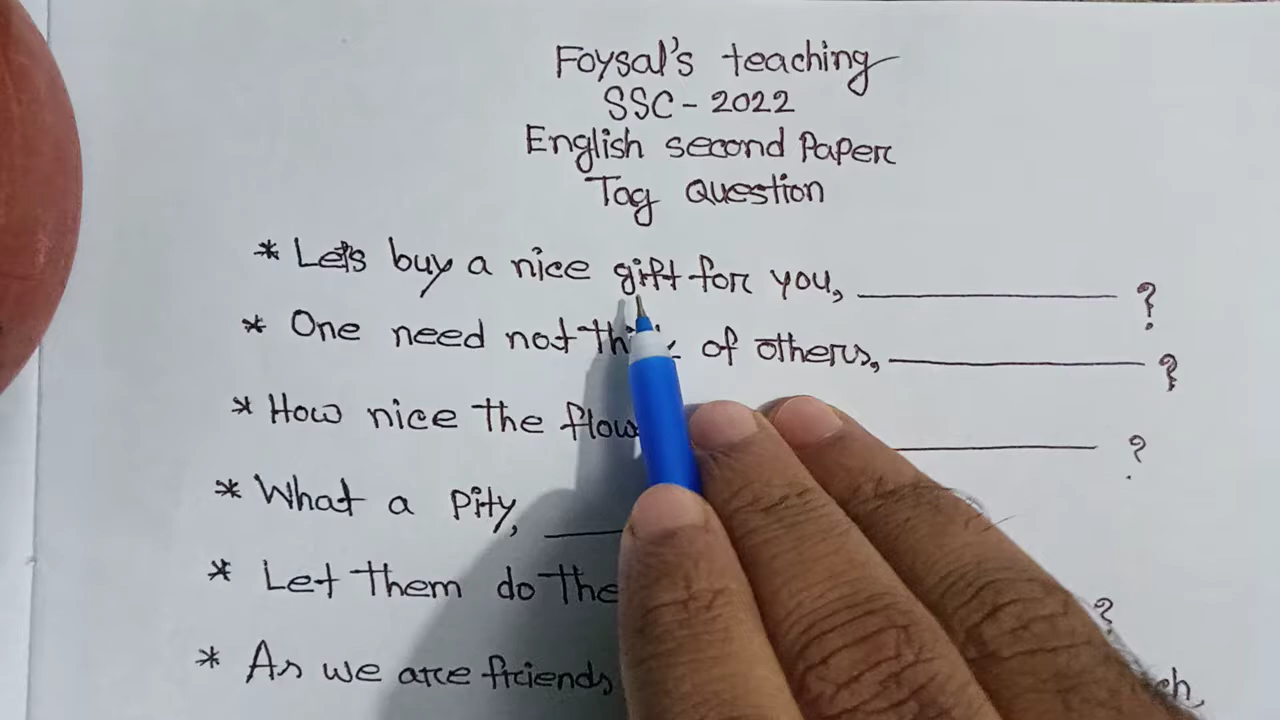 Foysal's teaching
SSC - 2022
English second Paper
Tag Question
* Let's buy a nice gift for you, ?
* One need not of others, ?
* How nice the ?
* What a Pity,
* Let them do ?
* As we are friends